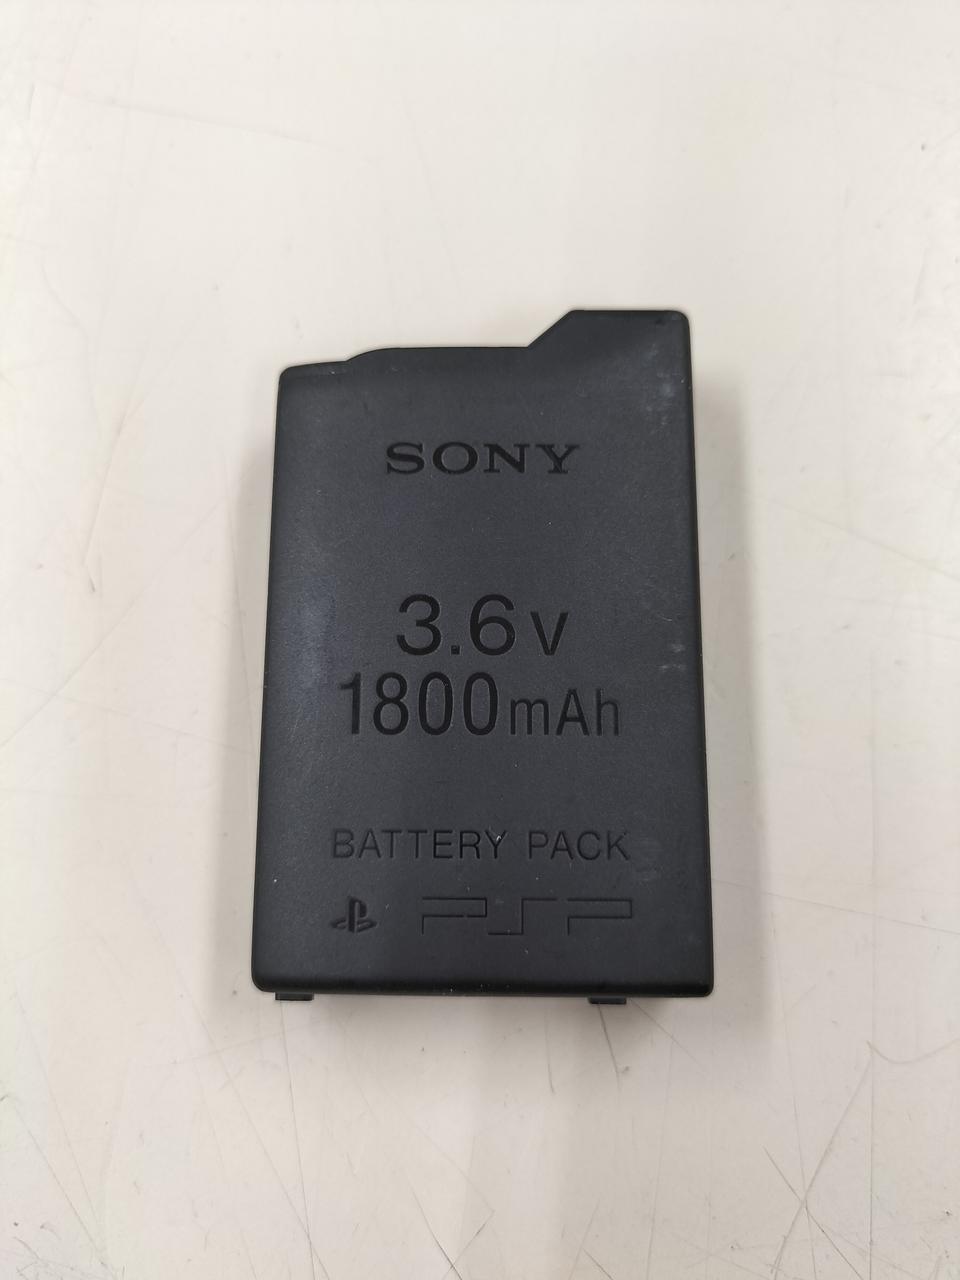 SONY
3.6V
1800mAh
BATTERY PACK
PSP